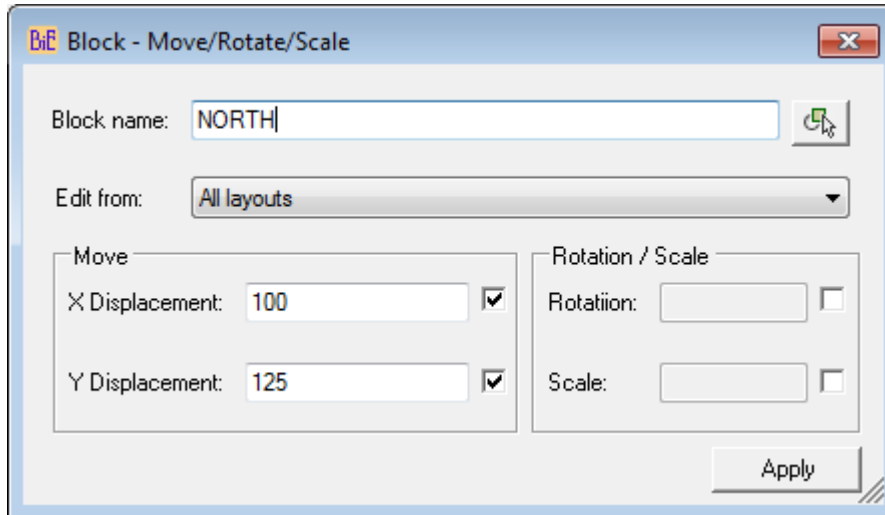 BiE Block - Move/Rotate/Scale
Block name: NORTH
Edit from: All layouts
Move
X Displacement: 100
Y Displacement: 125
Rotation / Scale
Rotatiion:
Scale:
Apply